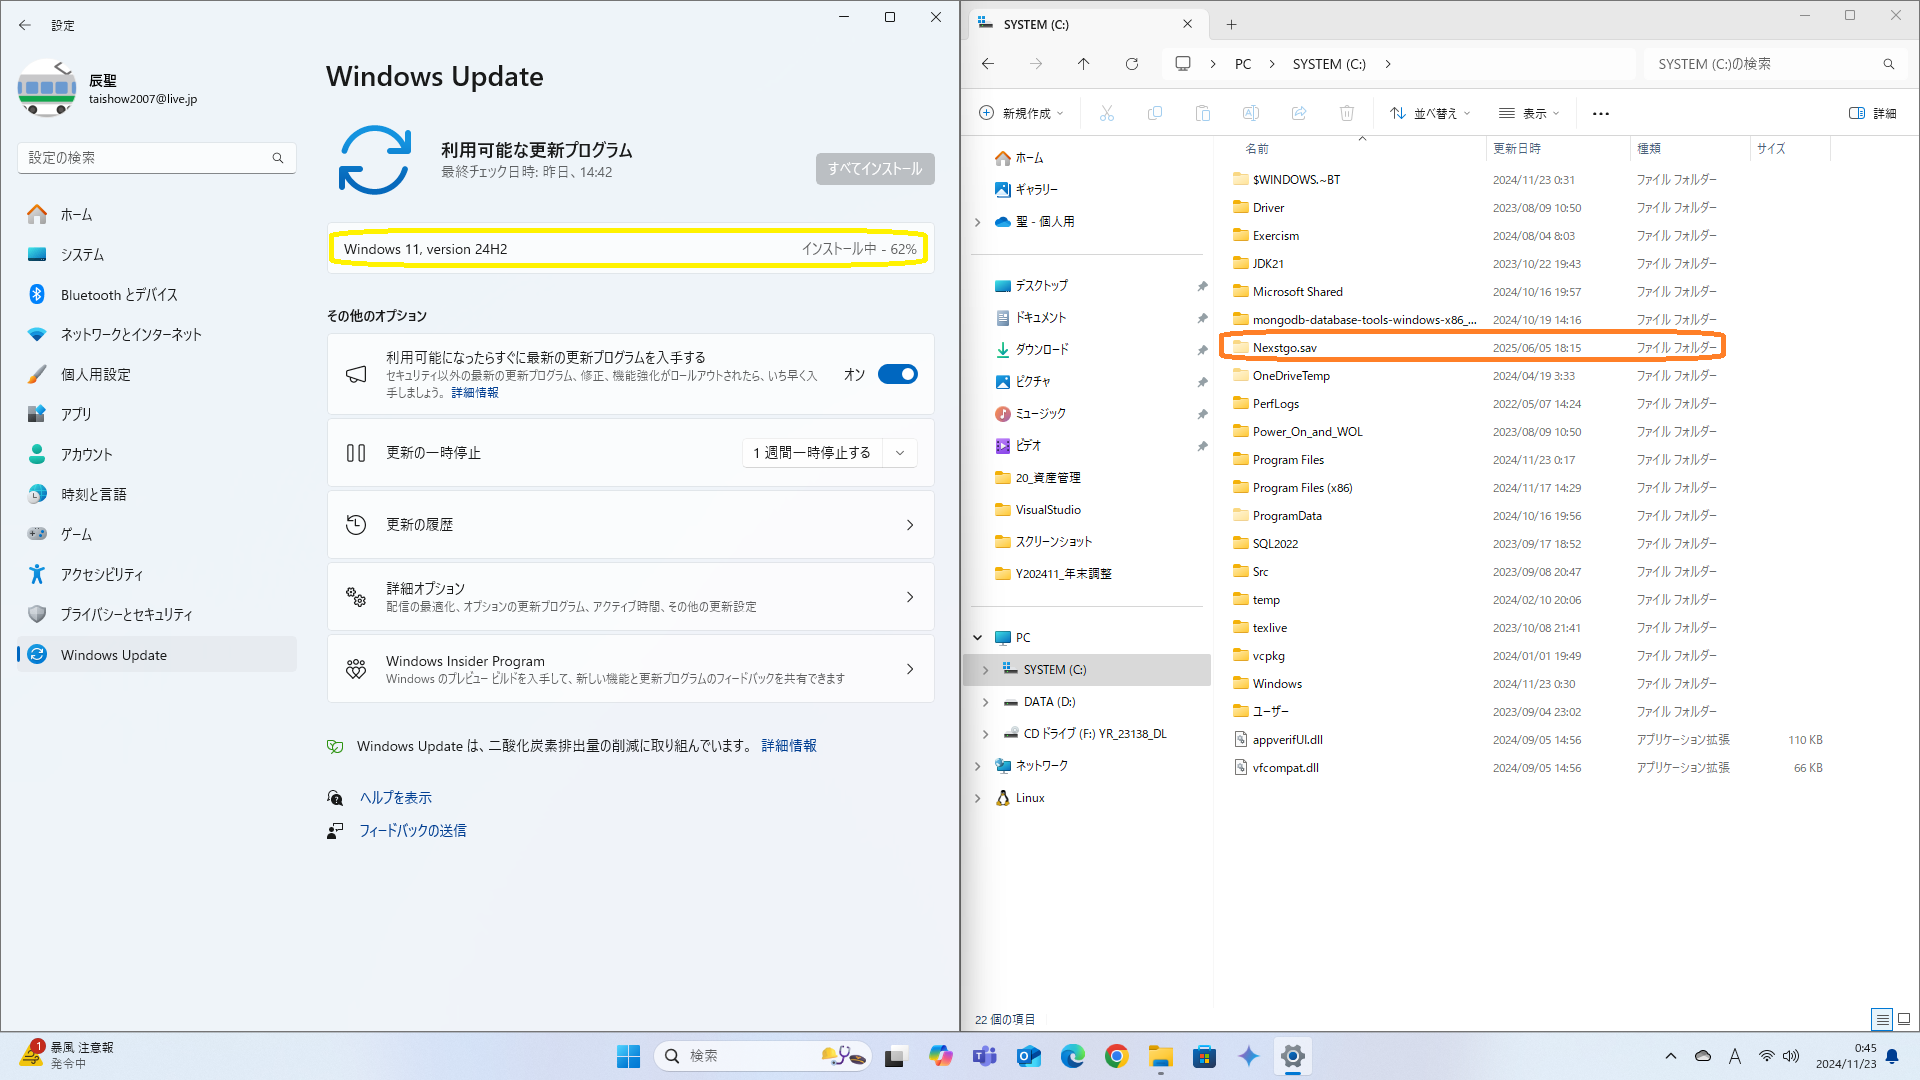 設定
辰聖
taishow2007@live.jp
設定の検索
ホーム
システム
Bluetooth とデバイス
ネットワークとインターネット
個人用設定
アプリ
アカウント
時刻と言語
ゲーム
アクセシビリティ
プライバシーとセキュリティ
Windows Update
Windows Update
利用可能な更新プログラム
最終チェック日時: 昨日、14:42
すべてインストール
Windows 11, version 24H2 インストール中 - 62%
その他のオプション
利用可能になったらすぐに最新の更新プログラムを入手する
セキュリティ以外の最新の更新プログラム、修正、機能強化がロールアウトされたら、いち早く入
手しましょう。 詳細情報
オン
更新の一時停止
1 週間一時停止する
更新の履歴
詳細オプション
配信の最適化、オプションの更新プログラム、アクティブ時間、その他の更新設定
Windows Insider Program
Windows のプレビュー ビルドを入手して、新しい機能と更新プログラムのフィードバックを共有できます
Windows Update は、二酸化炭素排出量の削減に取り組んでいます。 詳細情報
ヘルプを表示
フィードバックの送信
SYSTEM (C:)
PC SYSTEM (C:)
SYSTEM (C:)の検索
新規作成 並べ替え 表示 詳細
ホーム
ギャラリー
聖 - 個人用
デスクトップ
ドキュメント
ダウンロード
ピクチャ
ミュージック
ビデオ
20_資産管理
VisualStudio
スクリーンショット
Y202411_年末調整
PC
SYSTEM (C:)
DATA (D:)
CD ドライブ (F:) YR_23138_DL
ネットワーク
Linux
名前 更新日時 種類 サイズ
$WINDOWS.~BT 2024/11/23 0:31 ファイル フォルダー
Driver 2023/08/09 10:50 ファイル フォルダー
Exercism 2024/08/04 8:03 ファイル フォルダー
JDK21 2023/10/22 19:43 ファイル フォルダー
Microsoft Shared 2024/10/16 19:57 ファイル フォルダー
mongodb-database-tools-windows-x86_... 2024/10/19 14:16 ファイル フォルダー
Nexstgo.sav 2025/06/05 18:15 ファイル フォルダー
OneDriveTemp 2024/04/19 3:33 ファイル フォルダー
PerfLogs 2022/05/07 14:24 ファイル フォルダー
Power_On_and_WOL 2023/08/09 10:50 ファイル フォルダー
Program Files 2024/11/23 0:17 ファイル フォルダー
Program Files (x86) 2024/11/17 14:29 ファイル フォルダー
ProgramData 2024/10/16 19:56 ファイル フォルダー
SQL2022 2023/09/17 18:52 ファイル フォルダー
Src 2023/09/08 20:47 ファイル フォルダー
temp 2024/02/10 20:06 ファイル フォルダー
texlive 2023/10/08 21:41 ファイル フォルダー
vcpkg 2024/01/01 19:49 ファイル フォルダー
Windows 2024/11/23 0:30 ファイル フォルダー
ユーザー 2023/09/04 23:02 ファイル フォルダー
appverifUI.dll 2024/09/05 14:56 アプリケーション拡張 110 KB
vfcompat.dll 2024/09/05 14:56 アプリケーション拡張 66 KB
22 個の項目
1
暴風 注意報
発令中
検索
A
0:45
2024/11/23